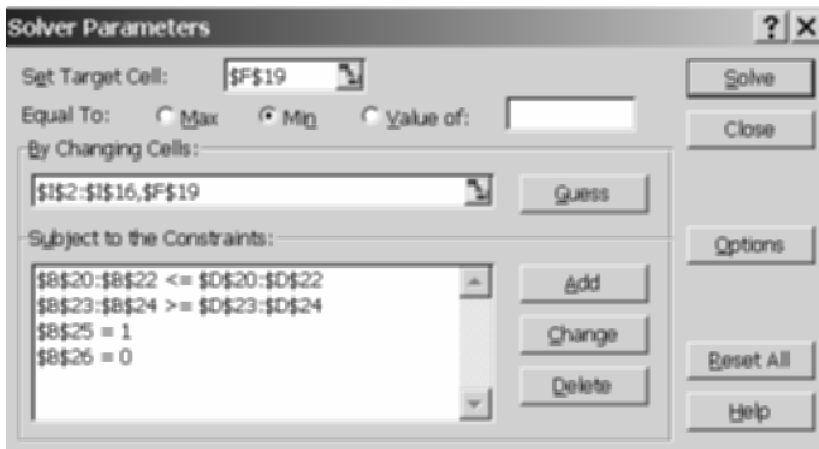 Solver Parameters ? X
Set Target Cell: $F$19 Solve
Equal To: Max Min Value of: Close
By Changing Cells:
$I$2:$I$16,$F$19 Guess
Subject to the Constraints: Options
$B$20:$B$22 <= $D$20:$D$22 Add
$B$23:$B$24 >= $D$23:$D$24
$B$25 = 1 Change
$B$26 = 0 Reset All
Delete
Help